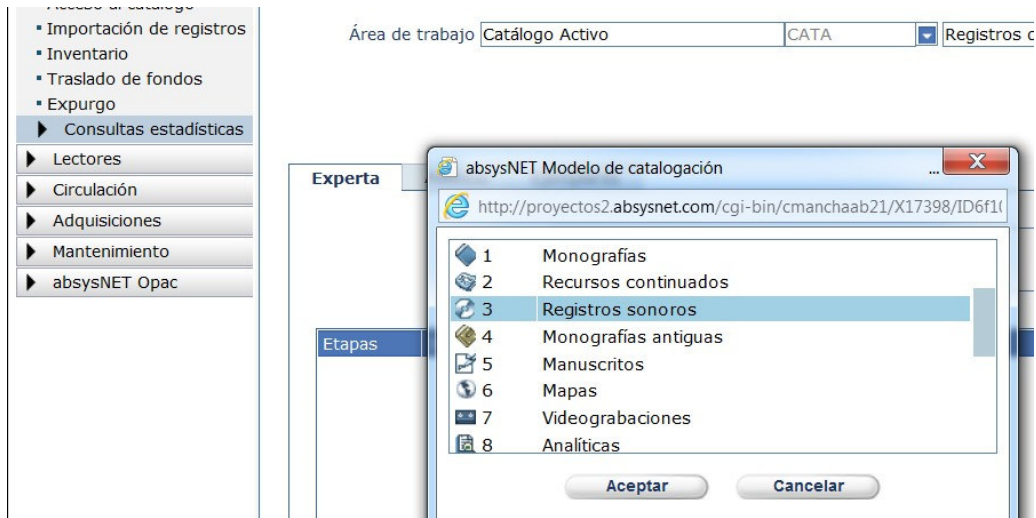 Importación de registros
Inventario
Traslado de fondos
Expurgo
Consultas estadísticas
Lectores
Circulación
Adquisiciones
Mantenimiento
absysNET Opac
Área de trabajo Catálogo Activo CATA Registros
Experta
Etapas
absysNET Modelo de catalogación ...
http://proyectos2.absysnet.com/cgi-bin/cmanchaab21/X17398/ID6f10
1 Monografías
2 Recursos continuados
3 Registros sonoros
4 Monografías antiguas
5 Manuscritos
6 Mapas
7 Videograbaciones
8 Analíticas
Aceptar Cancelar